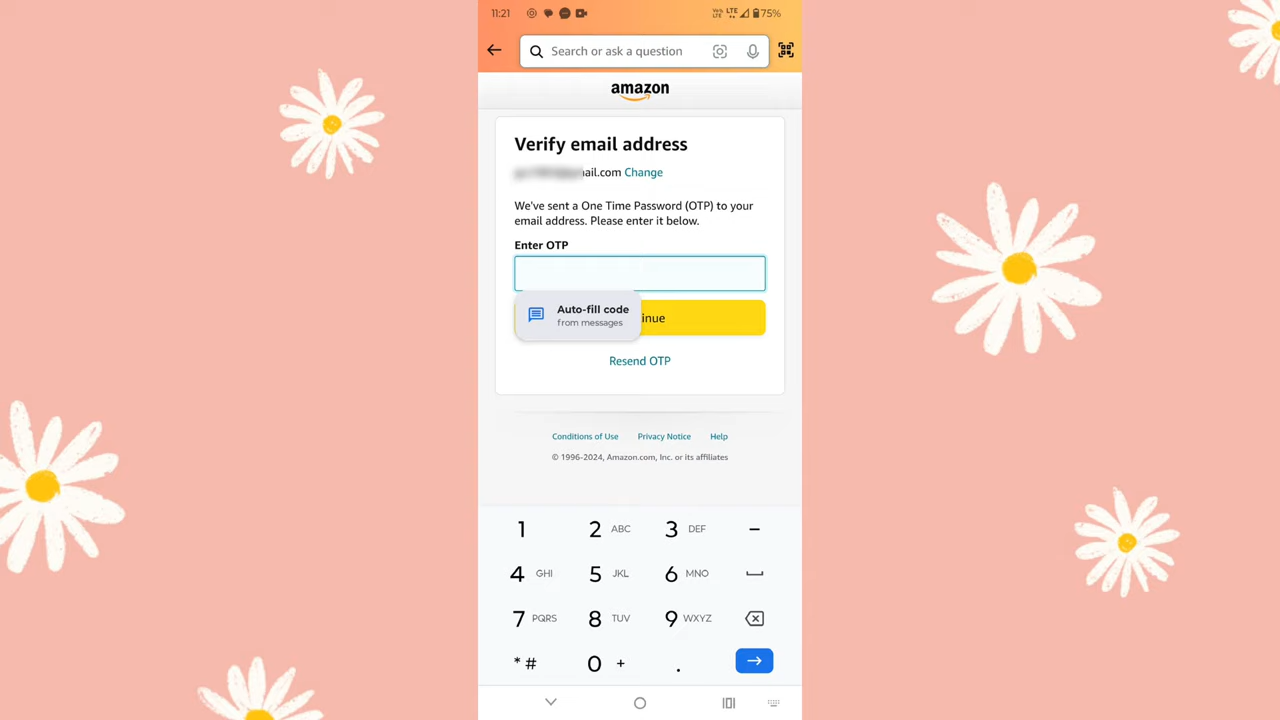 11:21 VoLTE LTE 75%
Search or ask a question
amazon
Verify email address
ail.com Change
We've sent a One Time Password (OTP) to your
email address. Please enter it below.
Enter OTP
Auto-fill code
from messages
inue
Resend OTP
Conditions of Use Privacy Notice Help
© 1996-2024, Amazon.com, Inc. or its affiliates
1 2 ABC 3 DEF –
4 GHI 5 JKL 6 MNO
7 PQRS 8 TUV 9 WXYZ
* # 0 + .